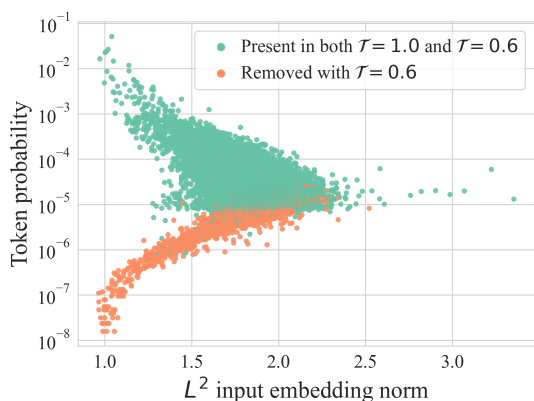 Present in both 𝒯 = 1.0 and 𝒯 = 0.6
Removed with 𝒯 = 0.6
Token probability
10⁻¹
10⁻²
10⁻³
10⁻⁴
10⁻⁵
10⁻⁶
10⁻⁷
10⁻⁸
1.0 1.5 2.0 2.5 3.0
L² input embedding norm